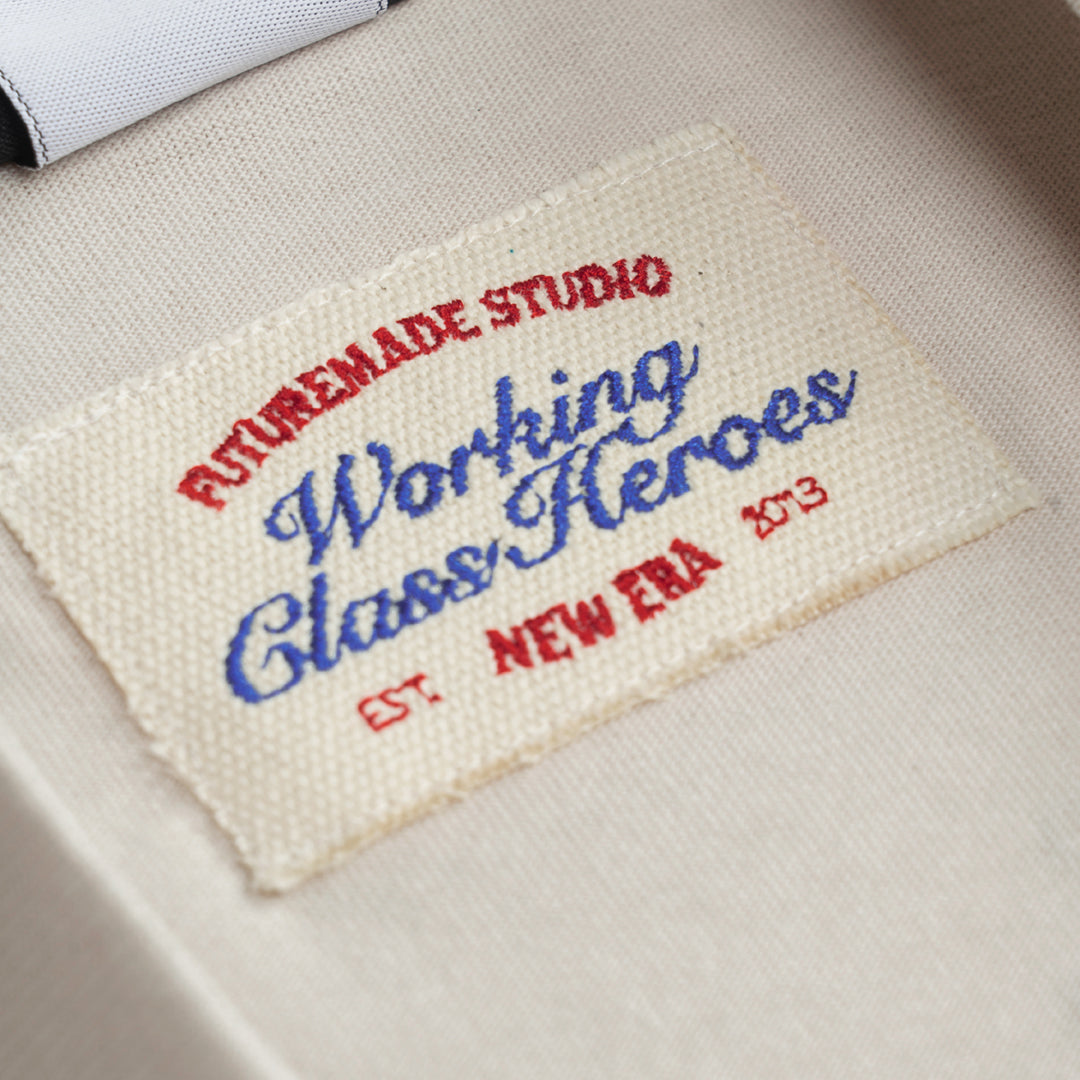 FUTUREMADE STUDIO
Working
Class Heroes
EST. NEW ERA 2013